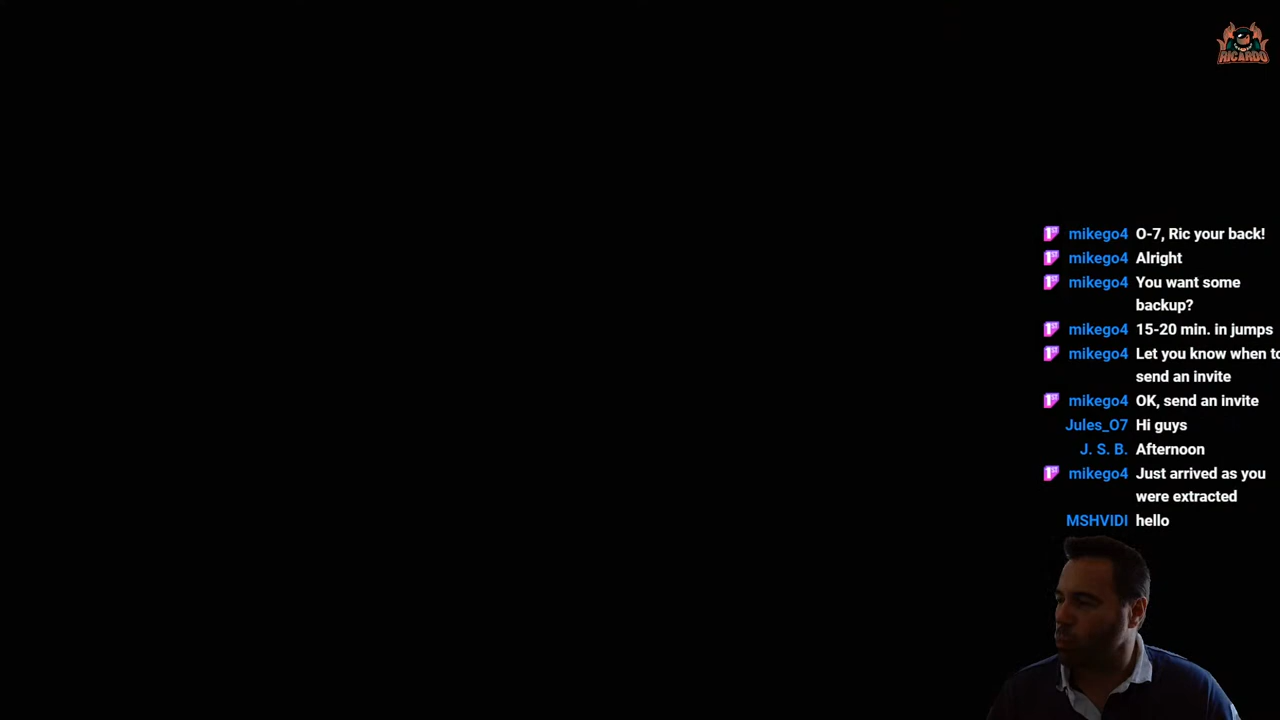 RICARDO
mikego4 O-7, Ric your back!
mikego4 Alright
mikego4 You want some
backup?
mikego4 15-20 min. in jumps
mikego4 Let you know when to
send an invite
mikego4 OK, send an invite
Jules_O7 Hi guys
J. S. B. Afternoon
mikego4 Just arrived as you
were extracted
MSHVIDI hello